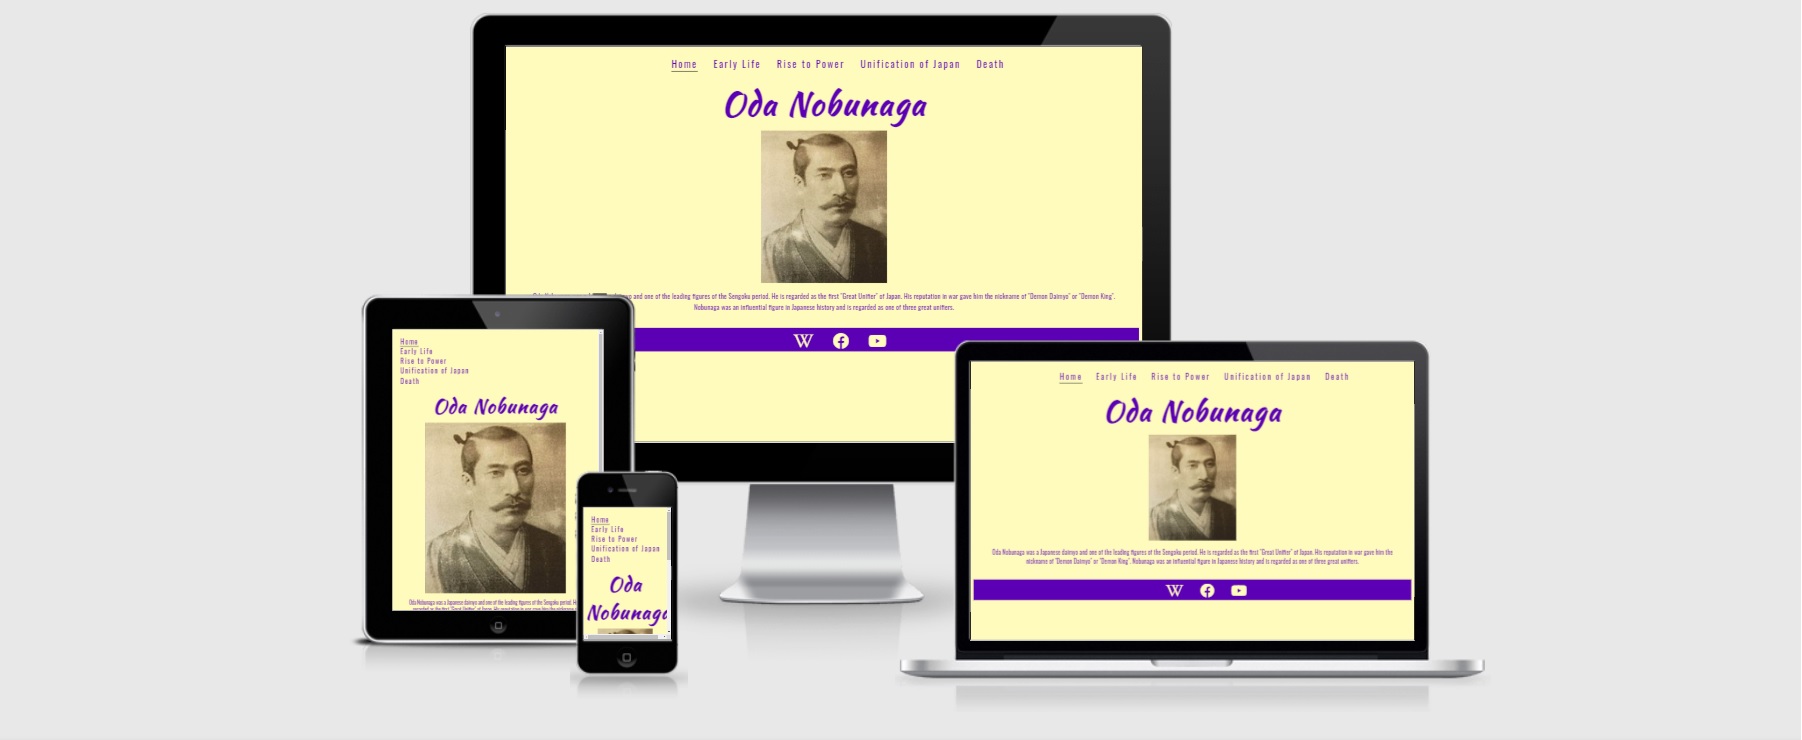 Home Early Life Rise to Power Unification of Japan Death
Oda Nobunaga
and one of the leading figures of the Sengoku period. He is regarded as the first "Great Unifier" of Japan. His reputation in war gave him the nickname of "Demon Daimyo" or "Demon King".
Nobunaga was an influential figure in Japanese history and is regarded as one of three great unifiers.
W
Home
Early Life
Rise to Power
Unification of Japan
Death
Oda Nobunaga
Oda Nobunaga was a Japanese daimyo and one of the leading figures of the Sengoku period.
Home
Early Life
Rise to Power
Unification of Japan
Death
Oda
Nobunaga
Home Early Life Rise to Power Unification of Japan Death
Oda Nobunaga
Oda Nobunaga was a Japanese daimyo and one of the leading figures of the Sengoku period. He is regarded as the first "Great Unifier" of Japan. His reputation in war gave him the
nickname of "Demon Daimyo" or "Demon King". Nobunaga was an influential figure in Japanese history and is regarded as one of three great unifiers.
W